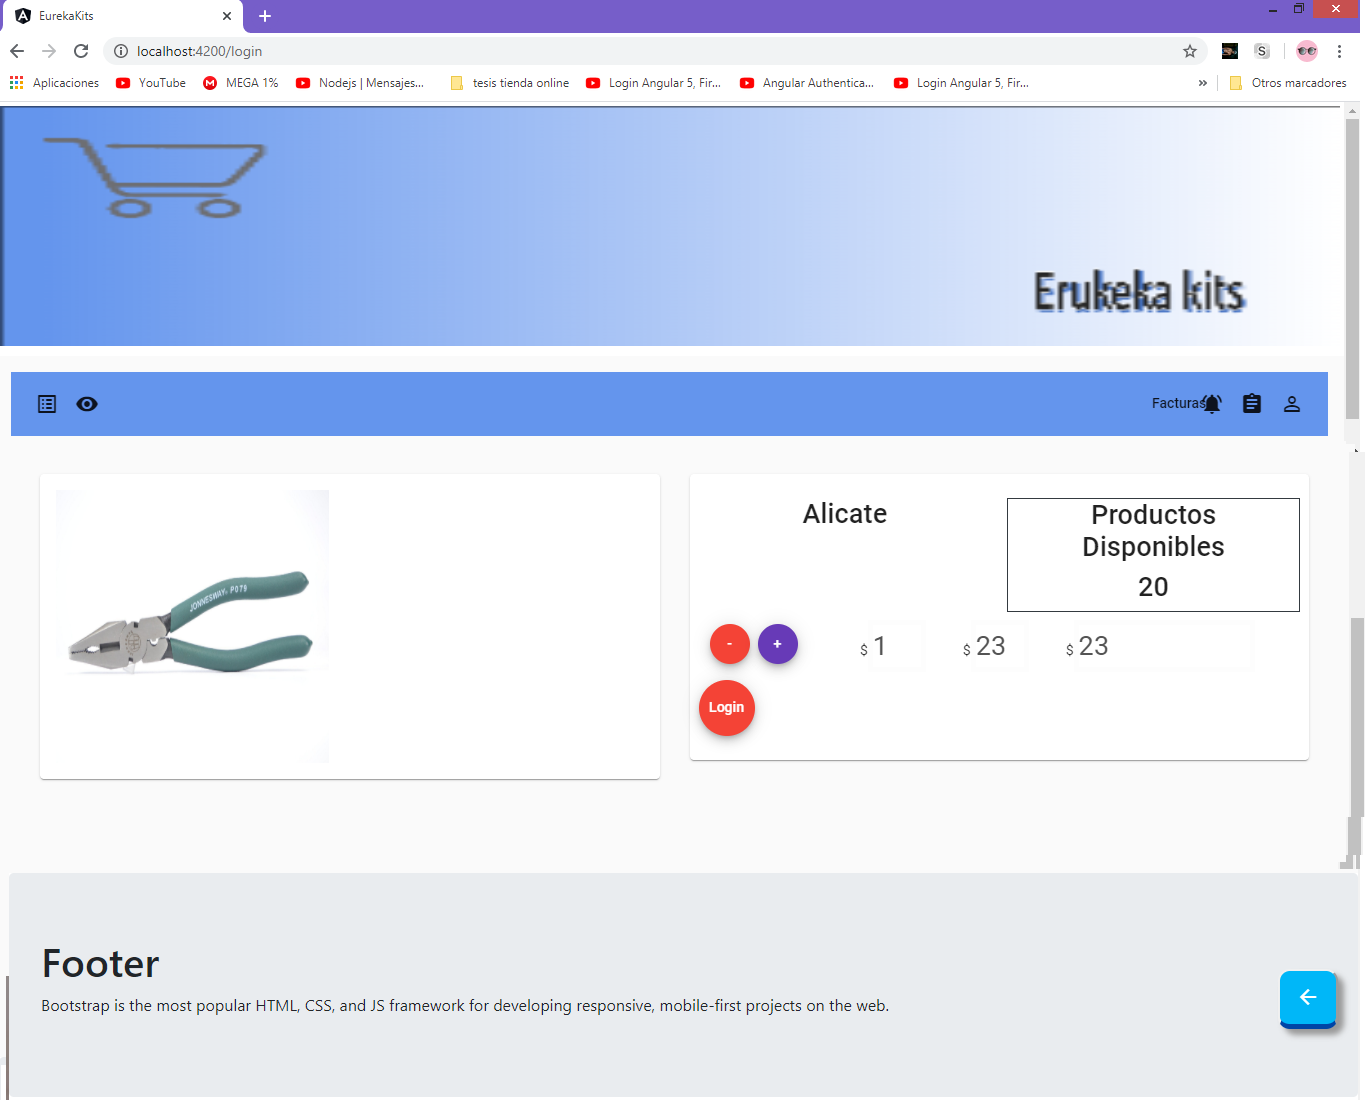 EurekaKits
localhost:4200/login
Aplicaciones
YouTube
MEGA 1%
Nodejs | Mensajes...
tesis tienda online
Login Angular 5, Fir...
Angular Authentica...
Login Angular 5, Fir...
»
Otros marcadores
Erukeka kits
Facturas
JONNESWAY P079
Alicate
Productos
Disponibles
20
- +
$ 1
$ 23
$ 23
Login
Footer
Bootstrap is the most popular HTML, CSS, and JS framework for developing responsive, mobile-first projects on the web.